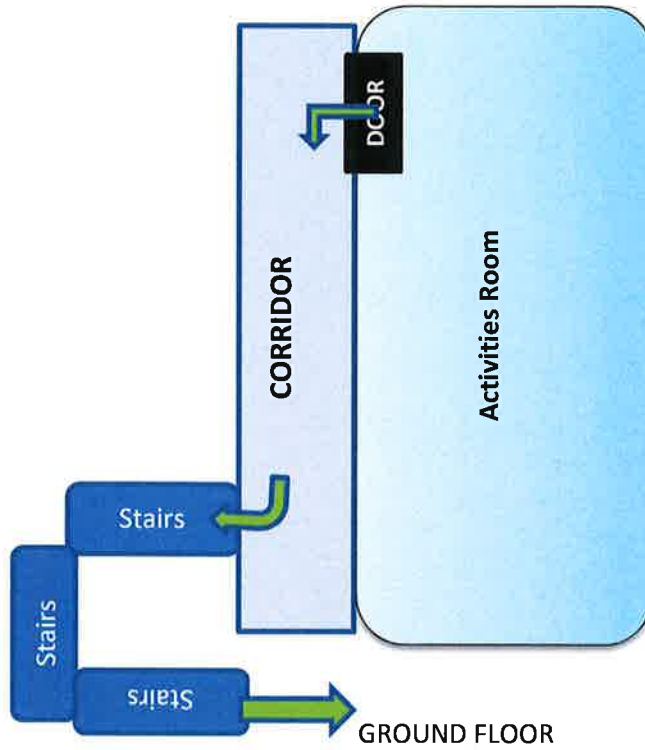 DOOR
CORRIDOR
Activities Room
Stairs
Stairs
Stairs
GROUND FLOOR